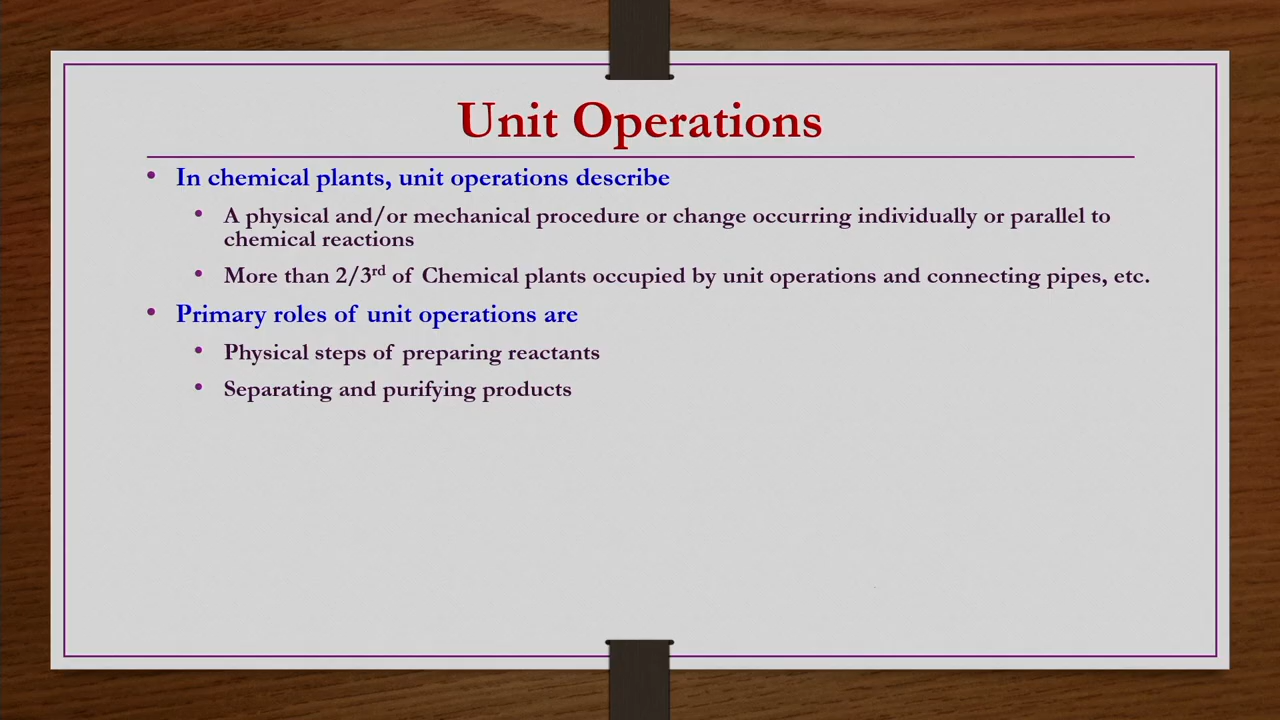 Unit Operations
• In chemical plants, unit operations describe
• A physical and/or mechanical procedure or change occurring individually or parallel to
chemical reactions
• More than 2/3rd of Chemical plants occupied by unit operations and connecting pipes, etc.
• Primary roles of unit operations are
• Physical steps of preparing reactants
• Separating and purifying products